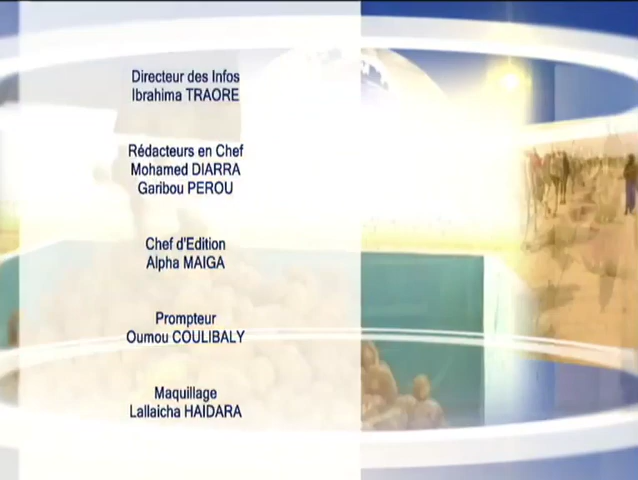 Directeur des Infos
Ibrahima TRAORE
Rédacteurs en Chef
Mohamed DIARRA
Garibou PEROU
Chef d'Edition
Alpha MAIGA
Prompteur
Oumou COULIBALY
Maquillage
Lallaicha HAIDARA